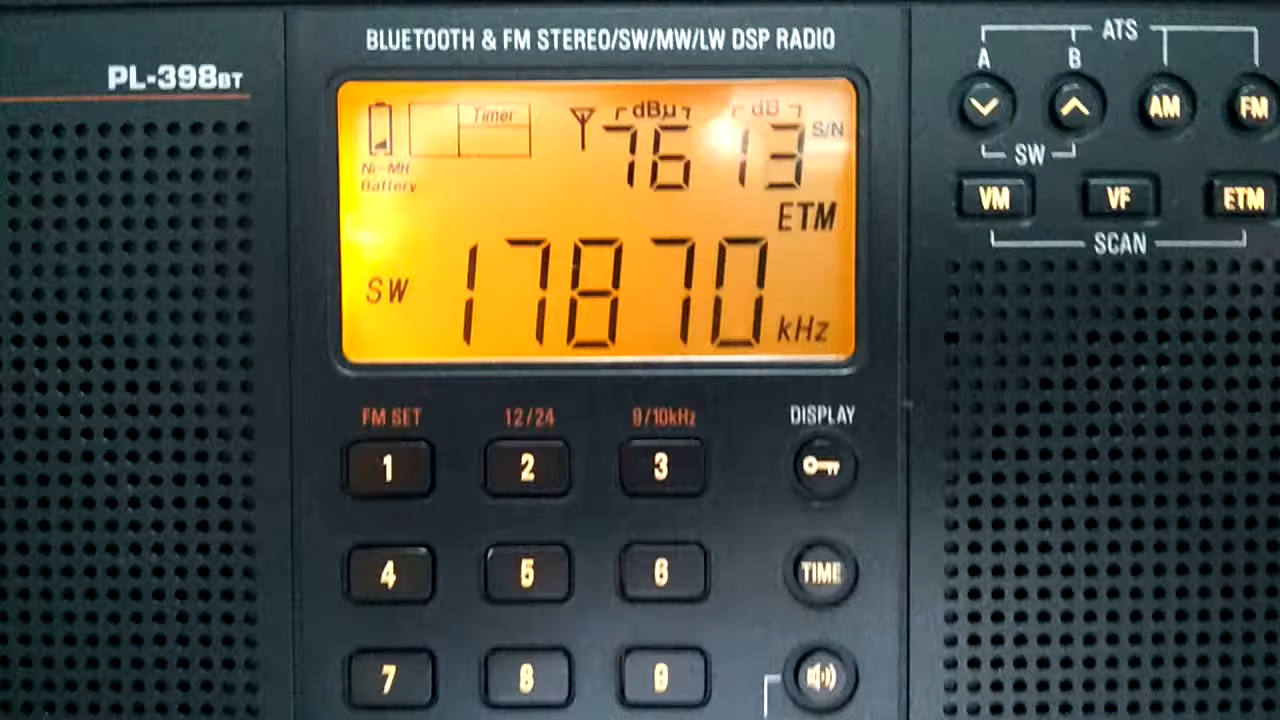 BLUETOOTH & FM STEREO/SW/MW/LW DSP RADIO
PL-398BT
Timer
dBµ dB
76 13 S/N
Ni-MH
Battery
ETM
SW 17870 kHz
ATS
A B
AM FM
SW
VM VF ETM
SCAN
FM SET 12/24 9/10kHz DISPLAY
1 2 3
4 5 6 TIME
7 8 9